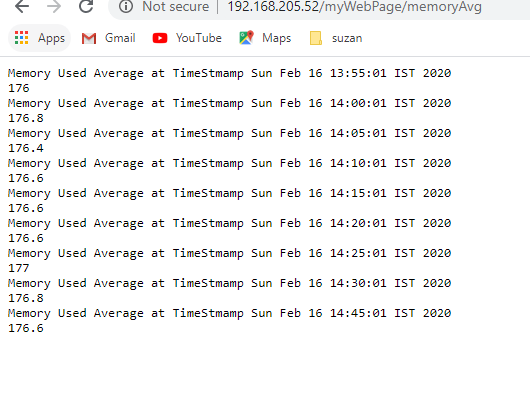 Not secure | 192.168.205.52/myWebPage/memoryAvg
Apps Gmail YouTube Maps suzan
Memory Used Average at TimeStmamp Sun Feb 16 13:55:01 IST 2020
176
Memory Used Average at TimeStmamp Sun Feb 16 14:00:01 IST 2020
176.8
Memory Used Average at TimeStmamp Sun Feb 16 14:05:01 IST 2020
176.4
Memory Used Average at TimeStmamp Sun Feb 16 14:10:01 IST 2020
176.6
Memory Used Average at TimeStmamp Sun Feb 16 14:15:01 IST 2020
176.6
Memory Used Average at TimeStmamp Sun Feb 16 14:20:01 IST 2020
176.6
Memory Used Average at TimeStmamp Sun Feb 16 14:25:01 IST 2020
177
Memory Used Average at TimeStmamp Sun Feb 16 14:30:01 IST 2020
176.8
Memory Used Average at TimeStmamp Sun Feb 16 14:45:01 IST 2020
176.6